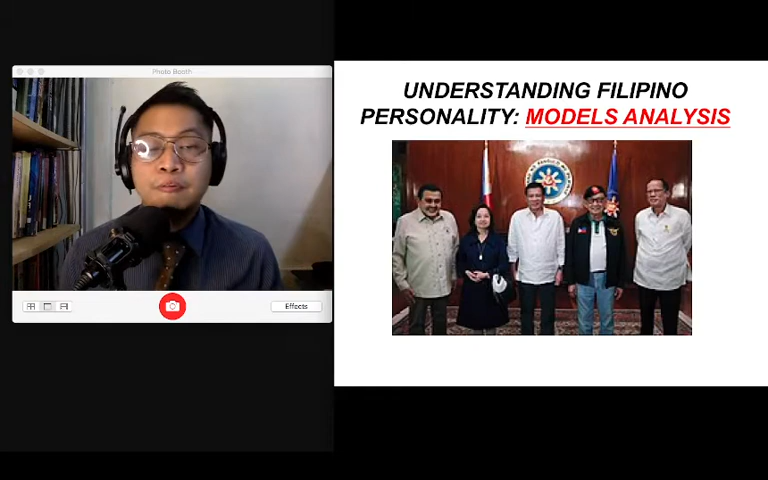 Photo Booth
Effects
UNDERSTANDING FILIPINO
PERSONALITY: MODELS ANALYSIS